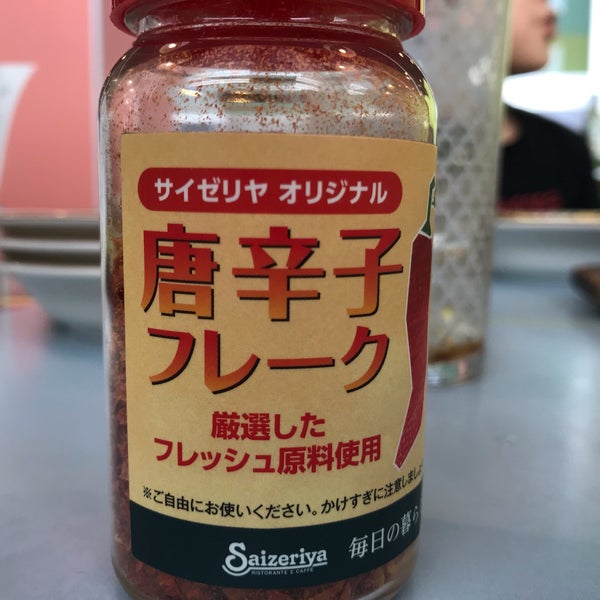 サイゼリヤ オリジナル
唐辛子
フレーク
厳選した
フレッシュ原料使用
※ご自由にお使いください。かけすぎに注意しましょ
Saizeriya
RISTORANTE E CAFFÈ
毎日の暮ら